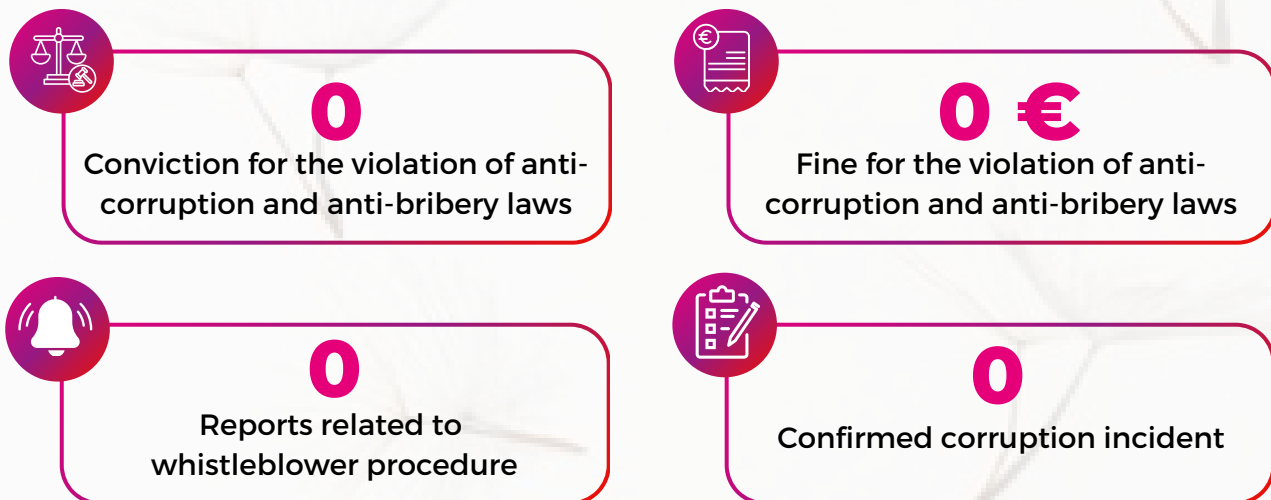 0
Conviction for the violation of anti-
corruption and anti-bribery laws
€
0 €
Fine for the violation of anti-
corruption and anti-bribery laws
0
Reports related to
whistleblower procedure
0
Confirmed corruption incident